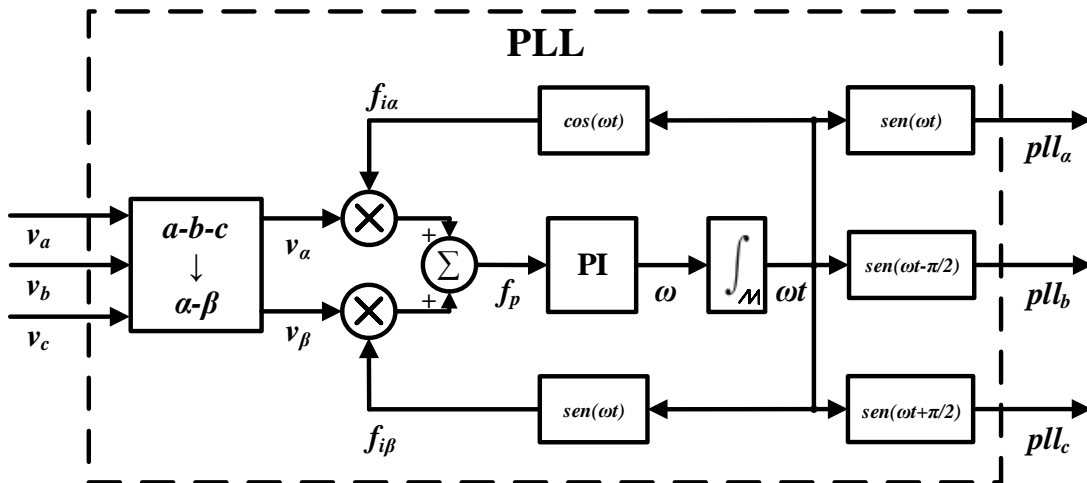 PLL
f_iα
cos(ωt)
sen(ωt)
pll_α
v_a
v_b
v_c
a-b-c
↓
α-β
v_α
v_β
+
+
∑
f_p
PI
ω
∫
ωt
sen(ωt-π/2)
pll_b
f_iβ
sen(ωt)
sen(ωt+π/2)
pll_c